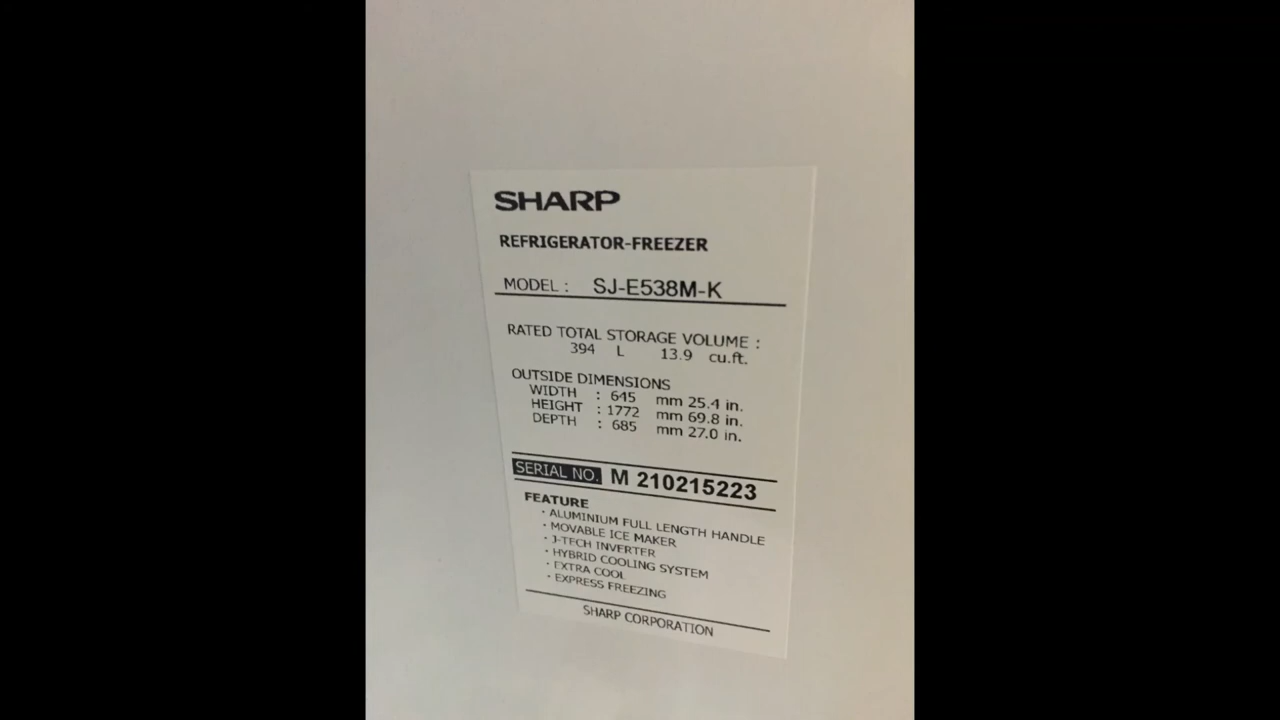 SHARP
REFRIGERATOR-FREEZER
MODEL : SJ-E538M-K
RATED TOTAL STORAGE VOLUME :
394 L 13.9 cu.ft.
OUTSIDE DIMENSIONS
WIDTH : 645 mm 25.4 in.
HEIGHT : 1772 mm 69.8 in.
DEPTH : 685 mm 27.0 in.
SERIAL NO. M 210215223
FEATURE
· ALUMINIUM FULL LENGTH HANDLE
· MOVABLE ICE MAKER
· J-TECH INVERTER
· HYBRID COOLING SYSTEM
· EXTRA COOL
· EXPRESS FREEZING
SHARP CORPORATION